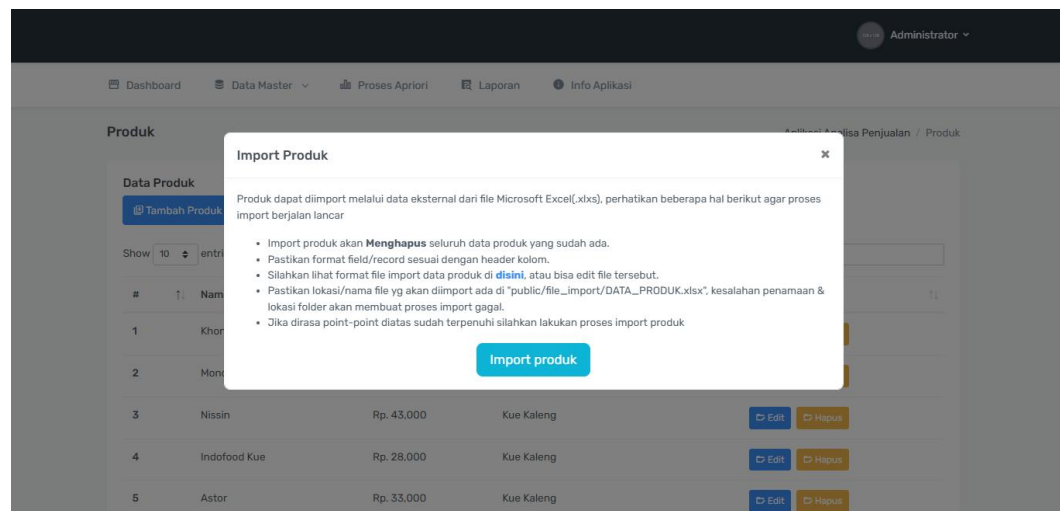 Administrator
Dashboard Data Master Proses Apriori Laporan Info Aplikasi
Produk
Aplikasi Analisa Penjualan / Produk
Import Produk
×
Data Produk
Tambah Produk
Produk dapat diimport melalui data eksternal dari file Microsoft Excel(.xlxs), perhatikan beberapa hal berikut agar proses
import berjalan lancar
• Import produk akan Menghapus seluruh data produk yang sudah ada.
• Pastikan format field/record sesuai dengan header kolom.
• Silahkan lihat format file import data produk di disini, atau bisa edit file tersebut.
• Pastikan lokasi/nama file yg akan diimport ada di "public/file_import/DATA_PRODUK.xlsx", kesalahan penamaan &
lokasi folder akan membuat proses import gagal.
• Jika dirasa point-point diatas sudah terpenuhi silahkan lakukan proses import produk
Import produk
Show 10 entri
# Nam
1 Khon
2 Mond
3 Nissin Rp. 43,000 Kue Kaleng Edit Hapus
4 Indofood Kue Rp. 28,000 Kue Kaleng Edit Hapus
5 Astor Rp. 33,000 Kue Kaleng Edit Hapus